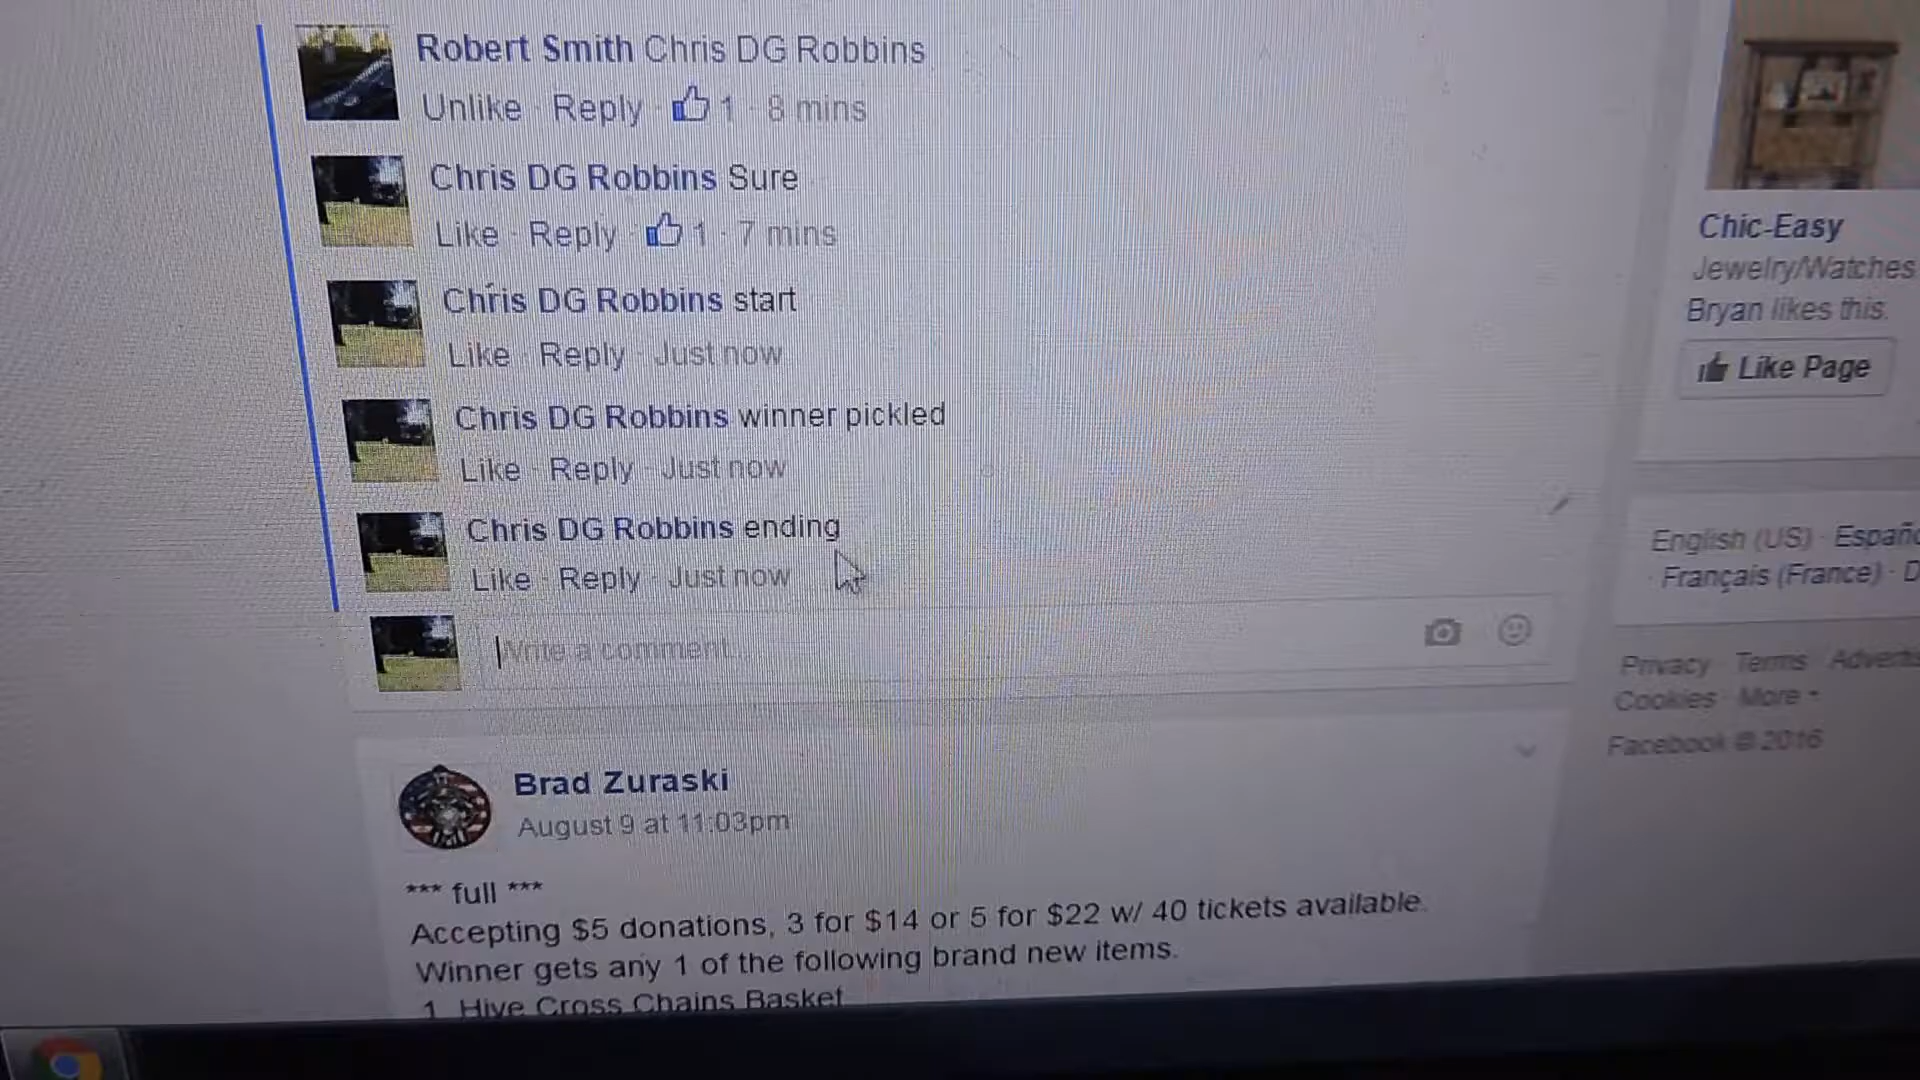 Robert Smith Chris DG Robbins
Unlike · Reply · 1 · 8 mins
Chris DG Robbins Sure
Like · Reply · 1 · 7 mins
Chris DG Robbins start
Like · Reply · Just now
Chris DG Robbins winner pickled
Like · Reply · Just now
Chris DG Robbins ending
Like · Reply · Just now
Write a comment...
Brad Zuraski
August 9 at 11:03pm
*** full ***
Accepting $5 donations, 3 for $14 or 5 for $22 w/ 40 tickets available.
Winner gets any 1 of the following brand new items.
1. Hive Cross Chains Basket
Chic-Easy
Jewelry/Watches
Bryan likes this.
Like Page
English (US) · Españo
· Français (France) ·
Privacy · Terms ·
Cookies · More
Facebook © 2016